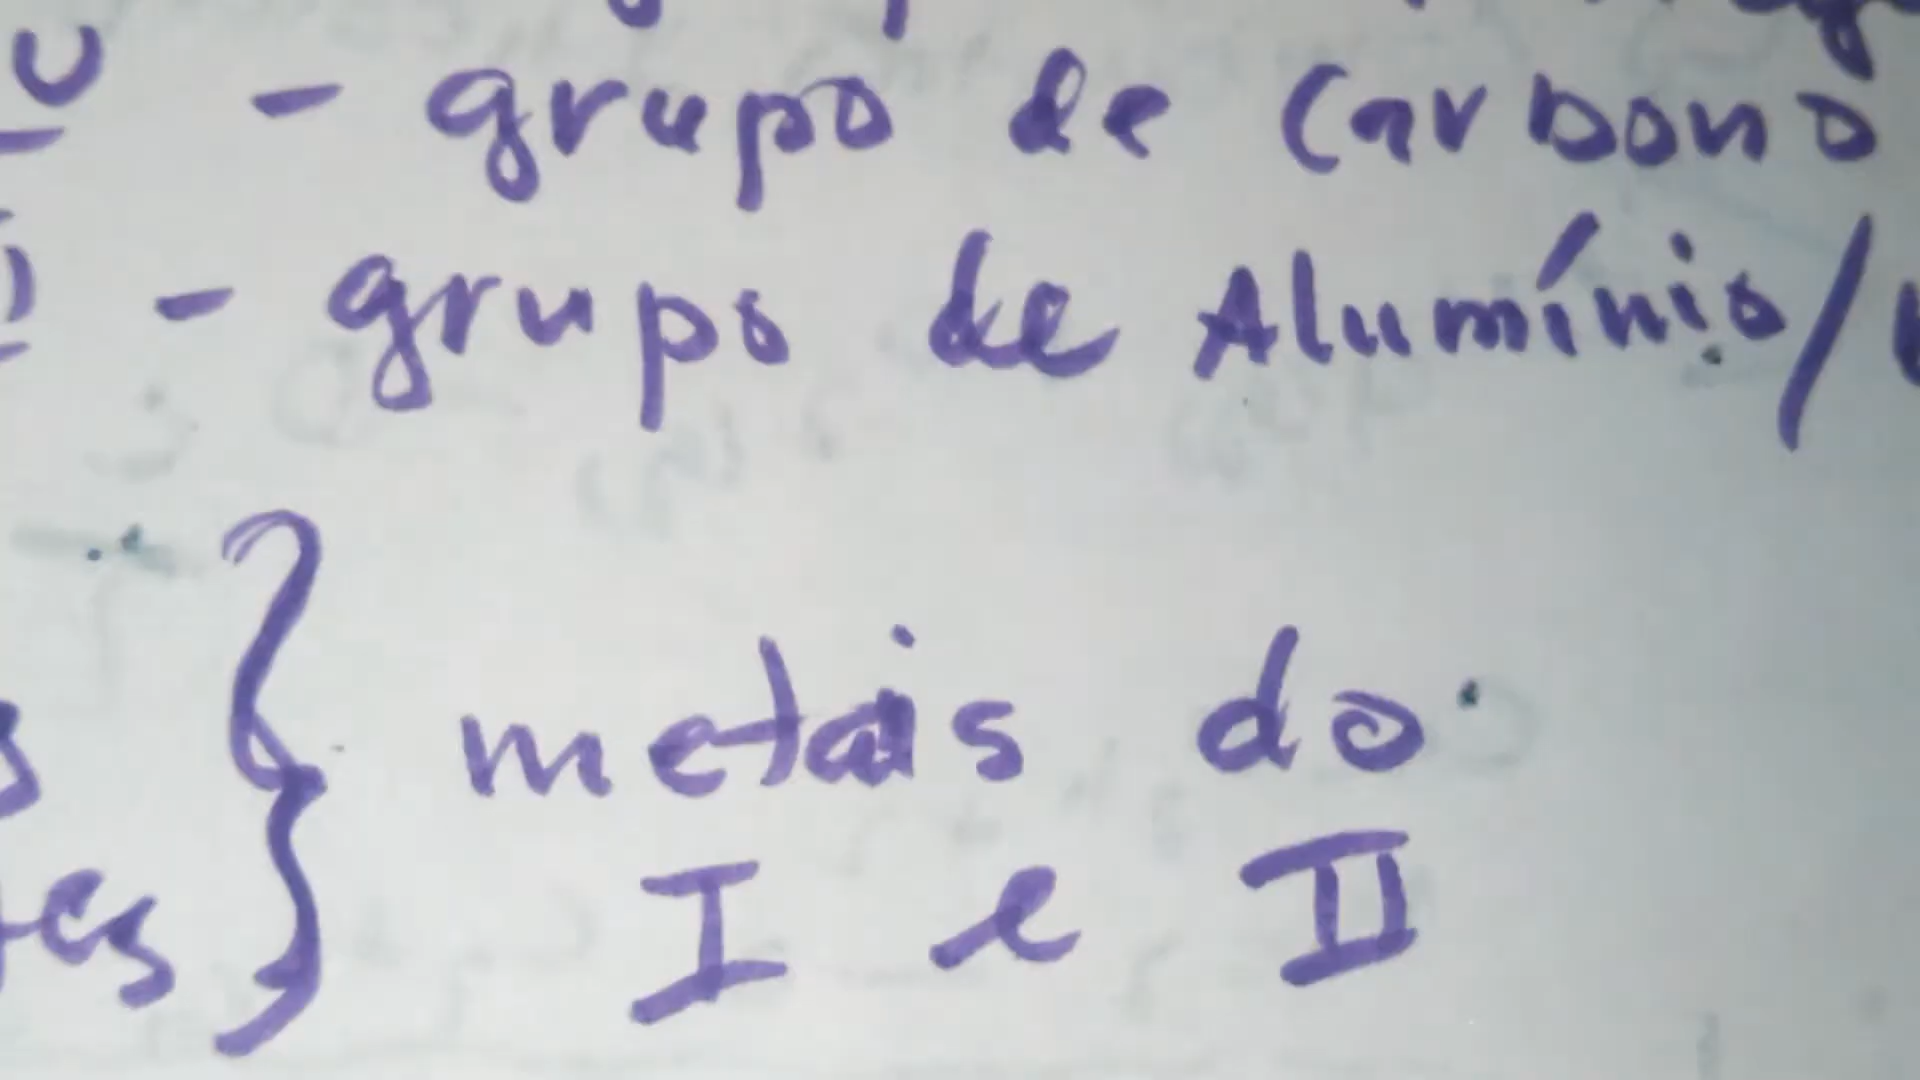 - grupo de Carbono
- grupo de Alumínio/
} metais do
I e II